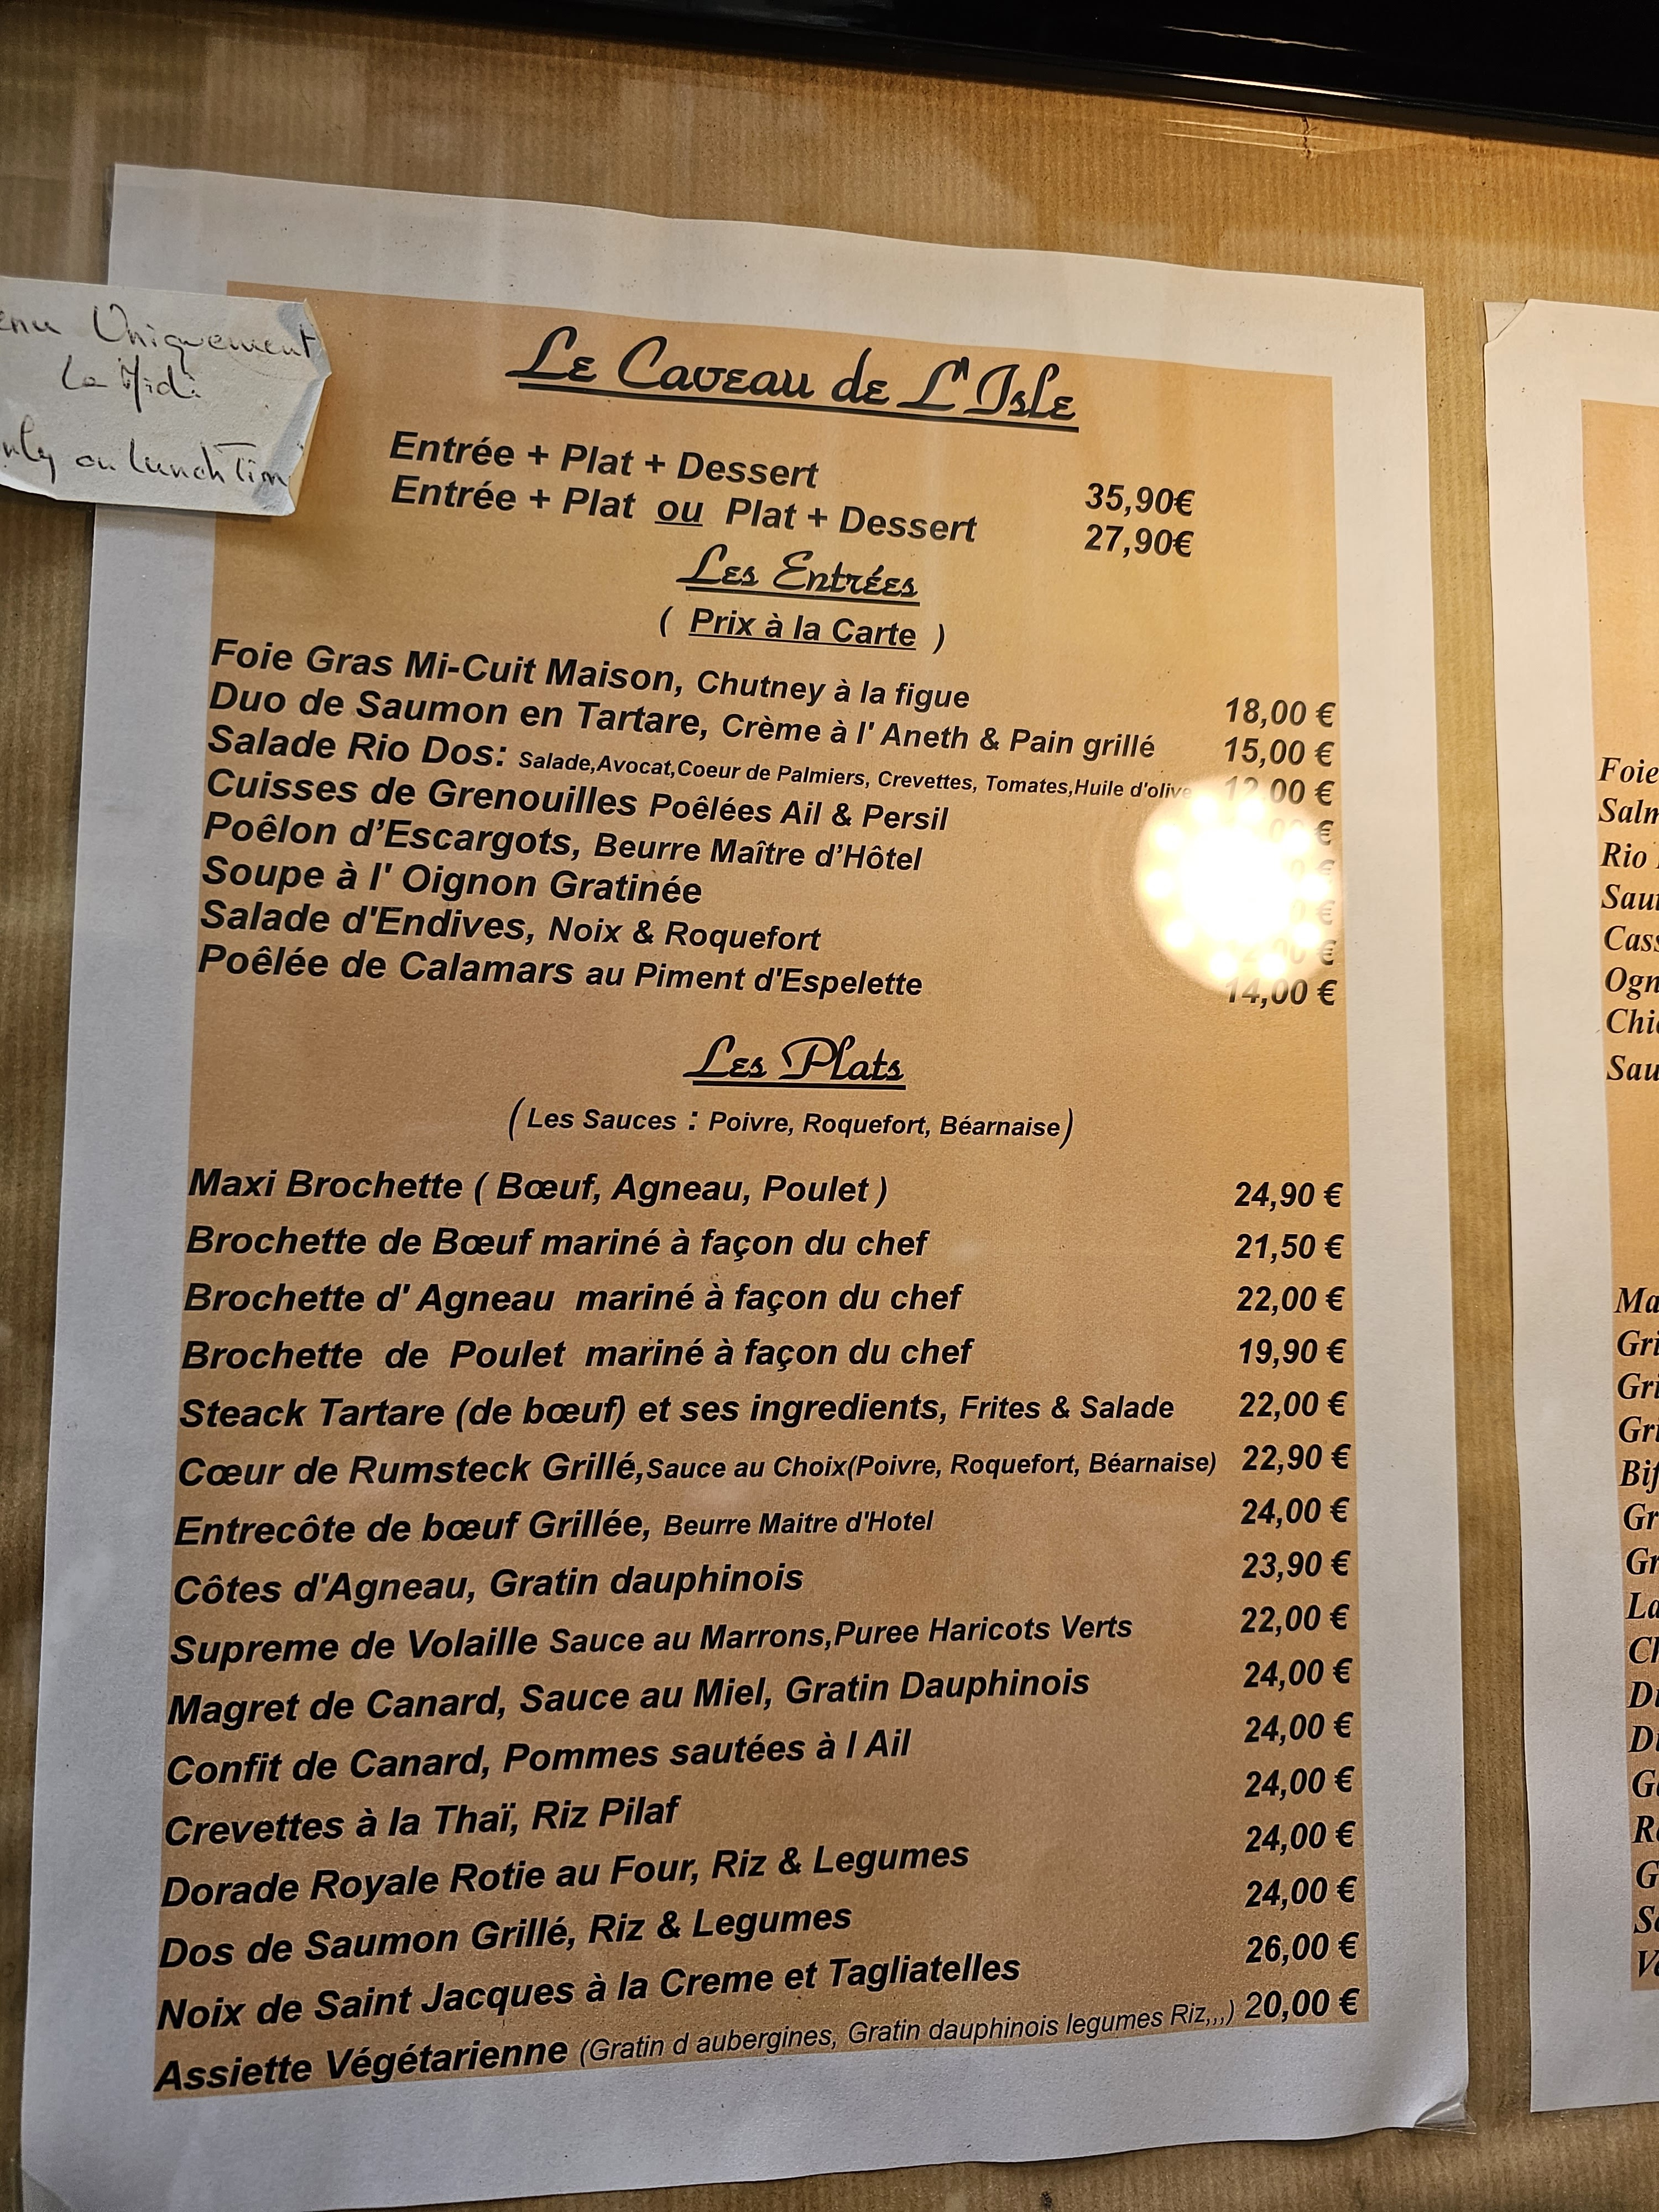 Uniquement
Le Midi
on Lunch Tim
Le Caveau de L'Isle
Entrée + Plat + Dessert 35,90€
Entrée + Plat ou Plat + Dessert 27,90€
Les Entrées
( Prix à la Carte )
Foie Gras Mi-Cuit Maison, Chutney à la figue 18,00 €
Duo de Saumon en Tartare, Crème à l' Aneth & Pain grillé 15,00 €
Salade Rio Dos: Salade,Avocat,Coeur de Palmiers, Crevettes, Tomates,Huile d'olive 12,00 €
Cuisses de Grenouilles Poêlées Ail & Persil €
Poêlon d’Escargots, Beurre Maître d’Hôtel €
Soupe à l' Oignon Gratinée €
Salade d'Endives, Noix & Roquefort €
Poêlée de Calamars au Piment d'Espelette 14,00 €
Les Plats
(Les Sauces : Poivre, Roquefort, Béarnaise)
Maxi Brochette ( Bœuf, Agneau, Poulet ) 24,90 €
Brochette de Bœuf mariné à façon du chef 21,50 €
Brochette d' Agneau mariné à façon du chef 22,00 €
Brochette de Poulet mariné à façon du chef 19,90 €
Steack Tartare (de bœuf) et ses ingredients, Frites & Salade 22,00 €
Cœur de Rumsteck Grillé,Sauce au Choix(Poivre, Roquefort, Béarnaise) 22,90 €
Entrecôte de bœuf Grillée, Beurre Maitre d'Hotel 24,00 €
Côtes d'Agneau, Gratin dauphinois 23,90 €
Supreme de Volaille Sauce au Marrons,Puree Haricots Verts 22,00 €
Magret de Canard, Sauce au Miel, Gratin Dauphinois 24,00 €
Confit de Canard, Pommes sautées à l Ail 24,00 €
Crevettes à la Thaï, Riz Pilaf 24,00 €
Dorade Royale Rotie au Four, Riz & Legumes 24,00 €
Dos de Saumon Grillé, Riz & Legumes 24,00 €
Noix de Saint Jacques à la Creme et Tagliatelles 26,00 €
Assiette Végétarienne (Gratin d aubergines, Gratin dauphinois legumes Riz,,,) 20,00 €
Foie
Rio